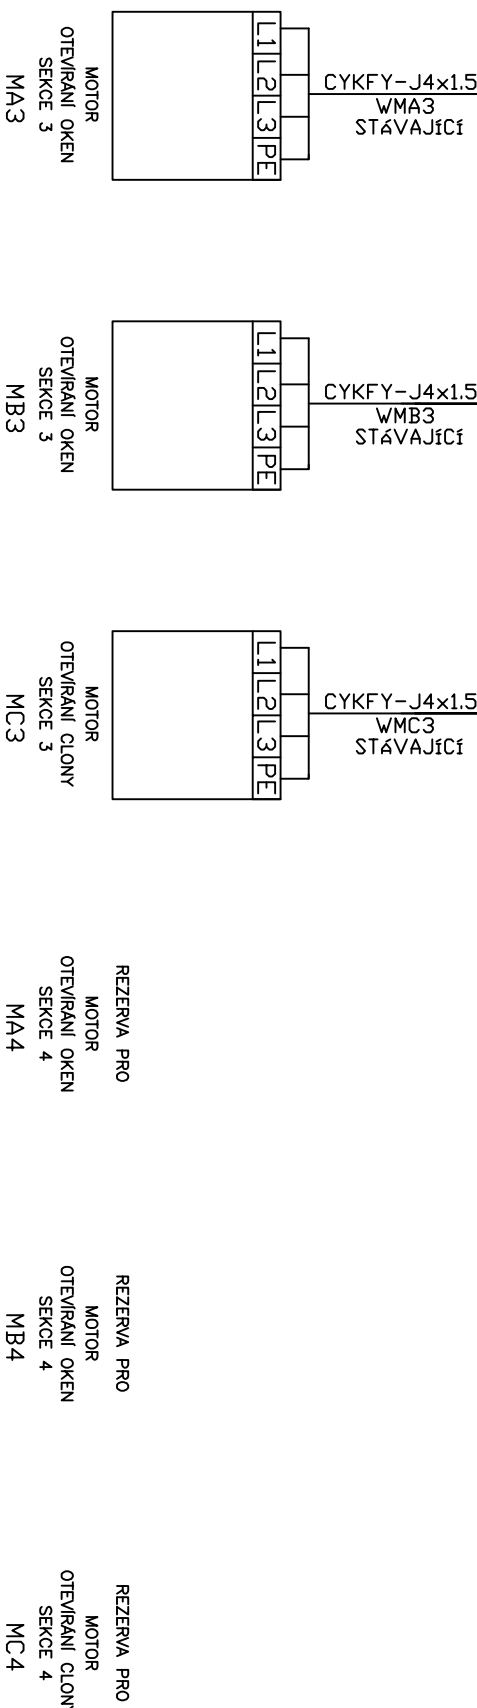 L1 L2 L3 PE
CYKFY-J4x1.5
WMA3
STáVAJíCí
MOTOR
OTEVÍRÁNÍ OKEN
SEKCE 3
MA3
L1 L2 L3 PE
CYKFY-J4x1.5
WMB3
STáVAJíCí
MOTOR
OTEVÍRÁNÍ OKEN
SEKCE 3
MB3
L1 L2 L3 PE
CYKFY-J4x1.5
WMC3
STáVAJíCí
MOTOR
OTEVÍRÁNÍ CLONY
SEKCE 3
MC3
REZERVA PRO
MOTOR
OTEVÍRÁNÍ OKEN
SEKCE 4
MA4
REZERVA PRO
MOTOR
OTEVÍRÁNÍ OKEN
SEKCE 4
MB4
REZERVA PRO
MOTOR
OTEVÍRÁNÍ CLONY
SEKCE 4
MC4